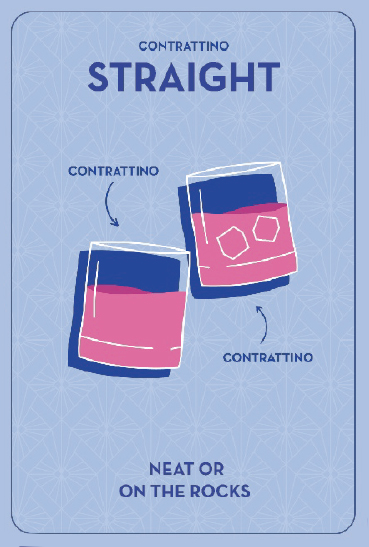 CONTRATTINO
STRAIGHT
CONTRATTINO
CONTRATTINO
NEAT OR
ON THE ROCKS